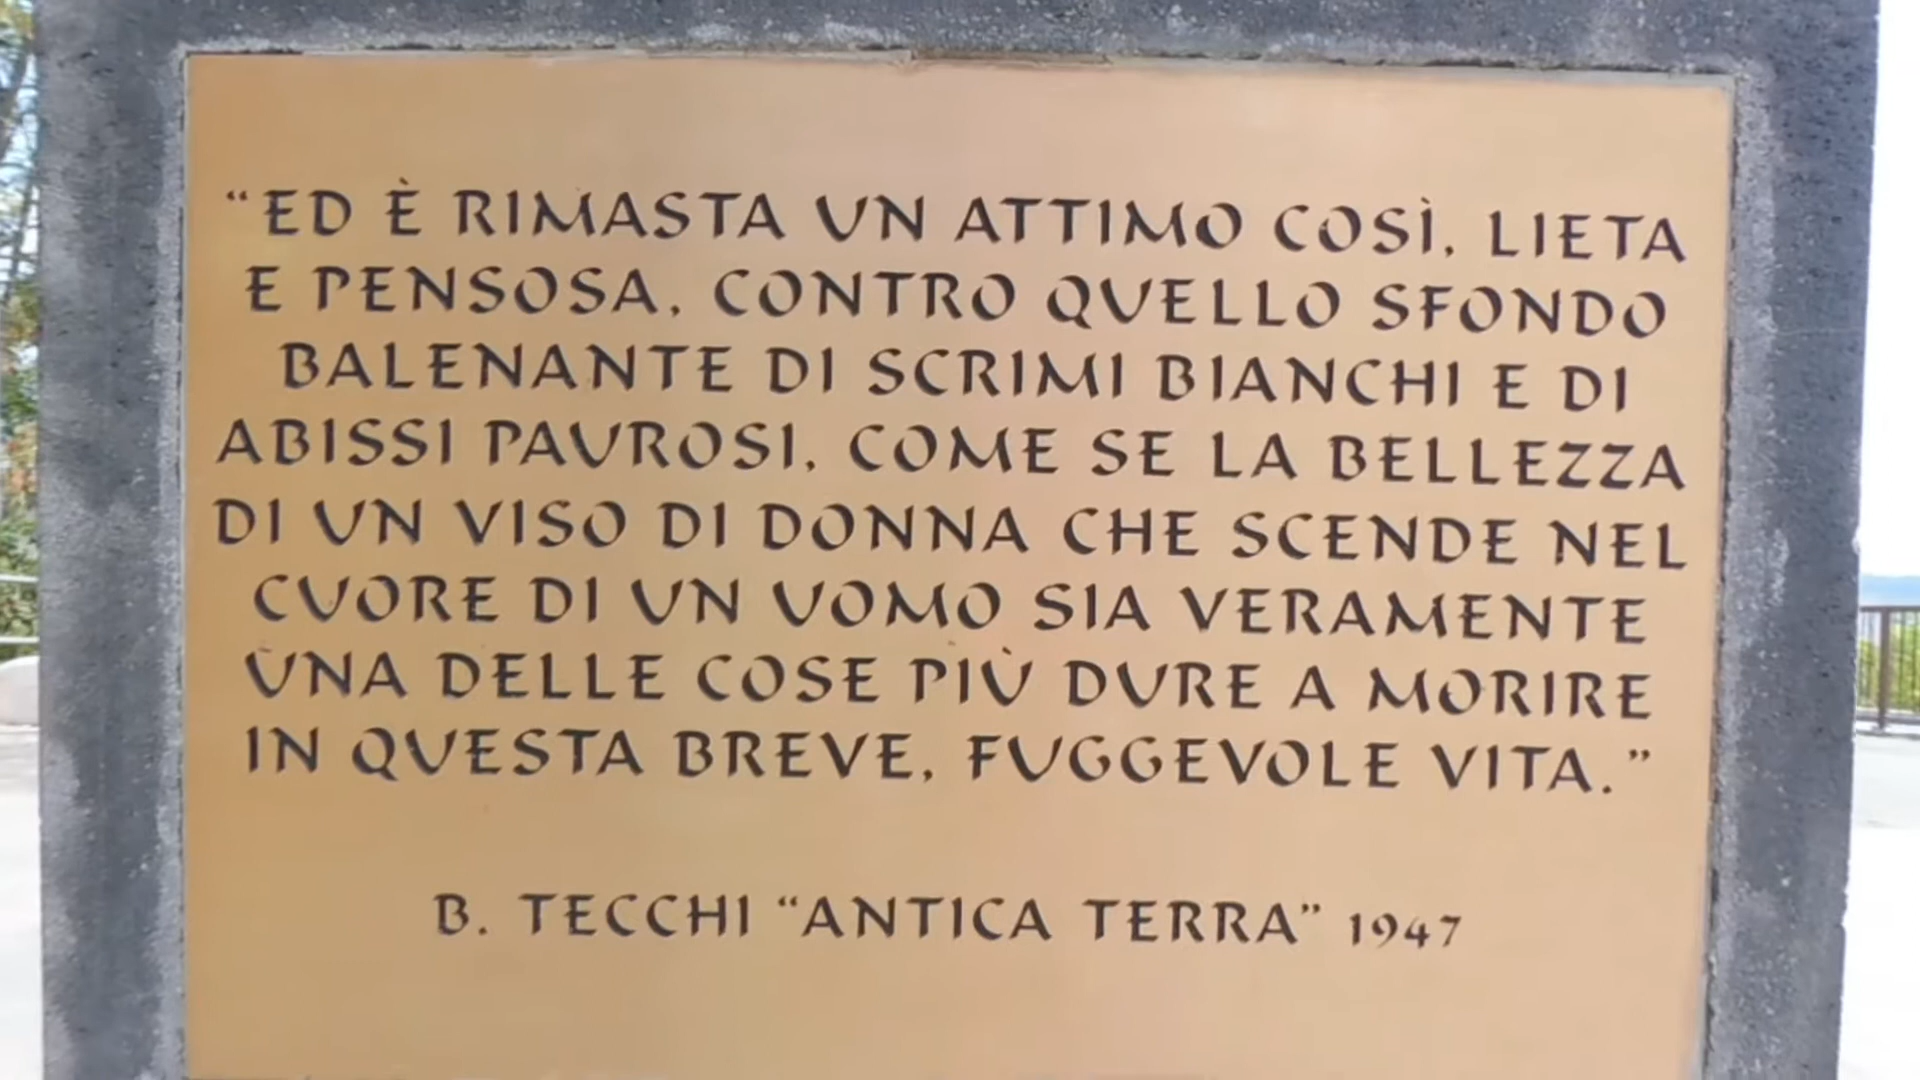 “ED È RIMASTA UN ATTIMO COSÌ, LIETA
E PENSOSA, CONTRO QUELLO SFONDO
BALENANTE DI SCRIMI BIANCHI E DI
ABISSI PAUROSI, COME SE LA BELLEZZA
DI UN VISO DI DONNA CHE SCENDE NEL
CUORE DI UN UOMO SIA VERAMENTE
UNA DELLE COSE PIÙ DURE A MORIRE
IN QUESTA BREVE, FUGGEVOLE VITA.”
B. TECCHI “ANTICA TERRA” 1947